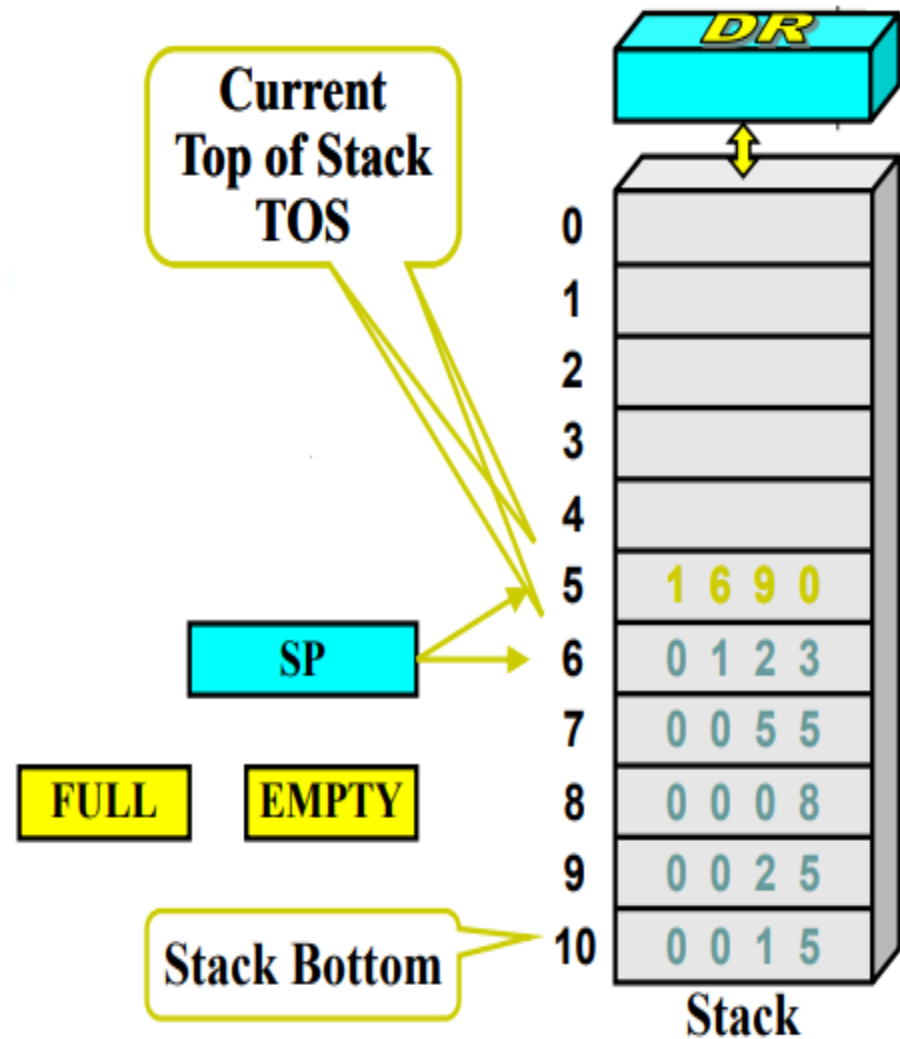 DR
Current
Top of Stack
TOS
0
1
2
3
4
5 1 6 9 0
SP
6 0 1 2 3
7 0 0 5 5
FULL EMPTY
8 0 0 0 8
9 0 0 2 5
Stack Bottom
10 0 0 1 5
Stack